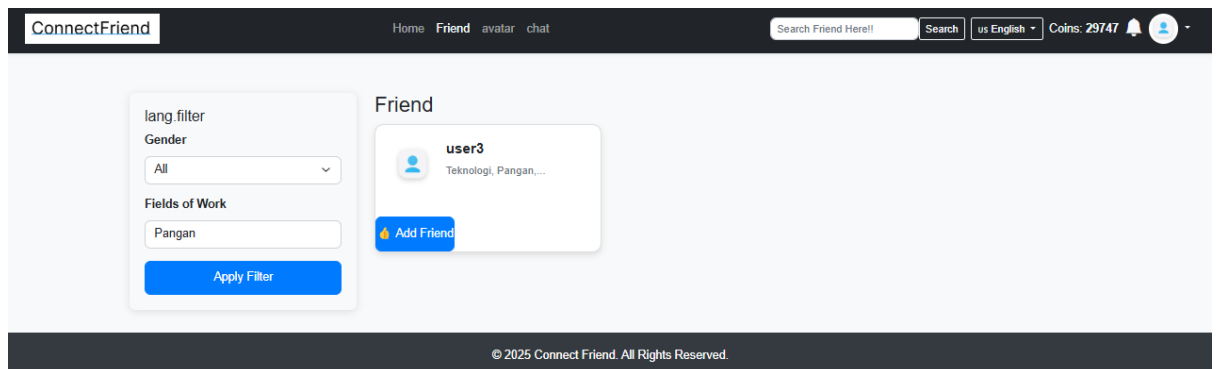 ConnectFriend Home Friend avatar chat Search Friend Here!! Search us English Coins: 29747
lang.filter
Gender
All
Fields of Work
Pangan
Apply Filter
Friend
user3
Teknologi, Pangan,...
👍 Add Friend
© 2025 Connect Friend. All Rights Reserved.